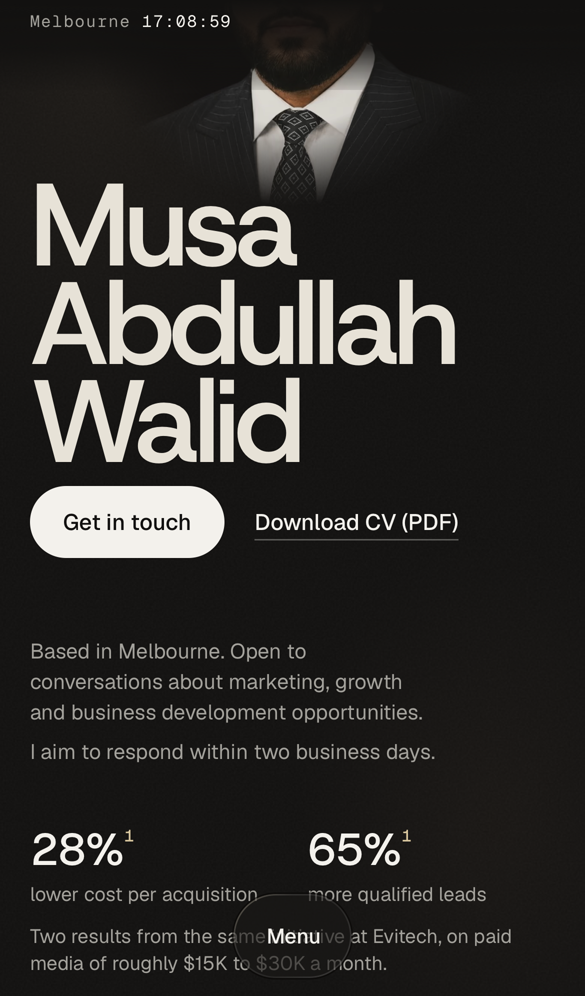 Melbourne 17:08:59
Musa
Abdullah
Walid
Get in touch
Download CV (PDF)
Based in Melbourne. Open to
conversations about marketing, growth
and business development opportunities.
I aim to respond within two business days.
28%1
65%1
lower cost per acquisition
more qualified leads
Two results from the same initiative at Evitech, on paid
media of roughly $15K to $30K a month.
Menu